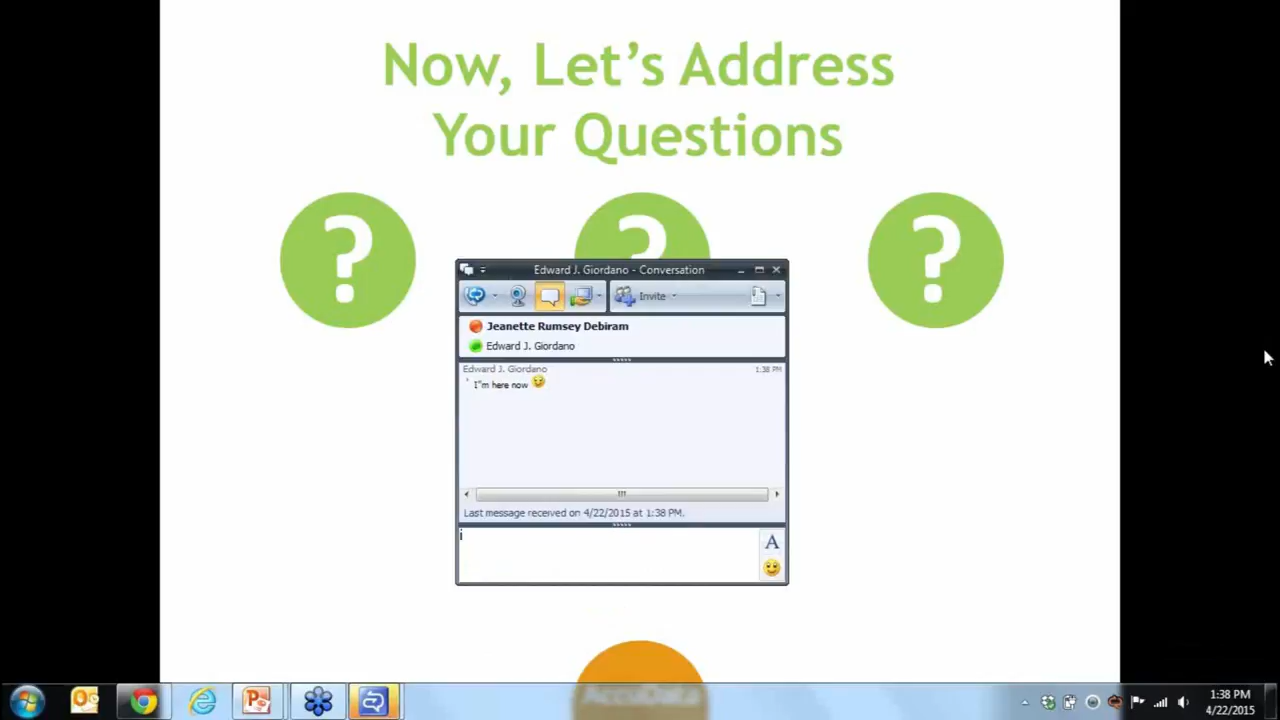 Now, Let's Address
Your Questions
? ? ?
Edward J. Giordano - Conversation
Invite
Jeanette Rumsey Debiram
Edward J. Giordano
Edward J. Giordano 1:38 PM
I"m here now
Last message received on 4/22/2015 at 1:38 PM.
i
A
AccuData
1:38 PM
4/22/2015